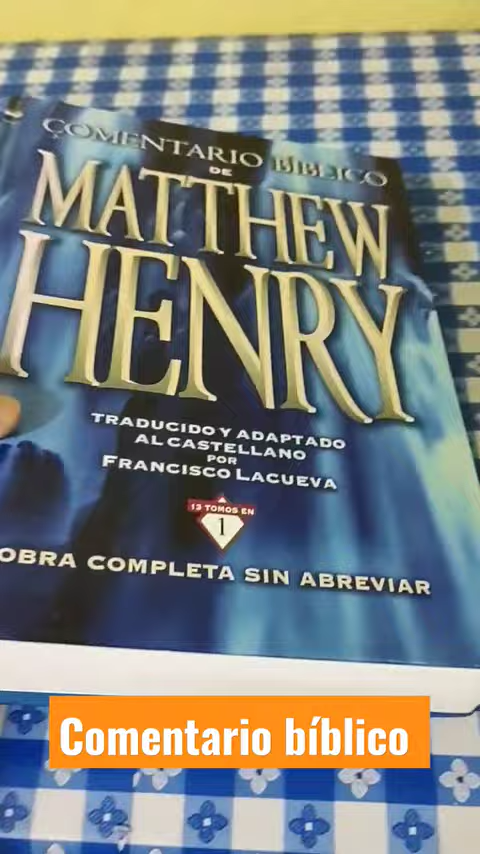 COMENTARIO BÍBLICO
DE
MATTHEW
HENRY
TRADUCIDO Y ADAPTADO
AL CASTELLANO
POR
FRANCISCO LACUEVA
13 TOMOS EN
1
OBRA COMPLETA SIN ABREVIAR
Comentario bíblico